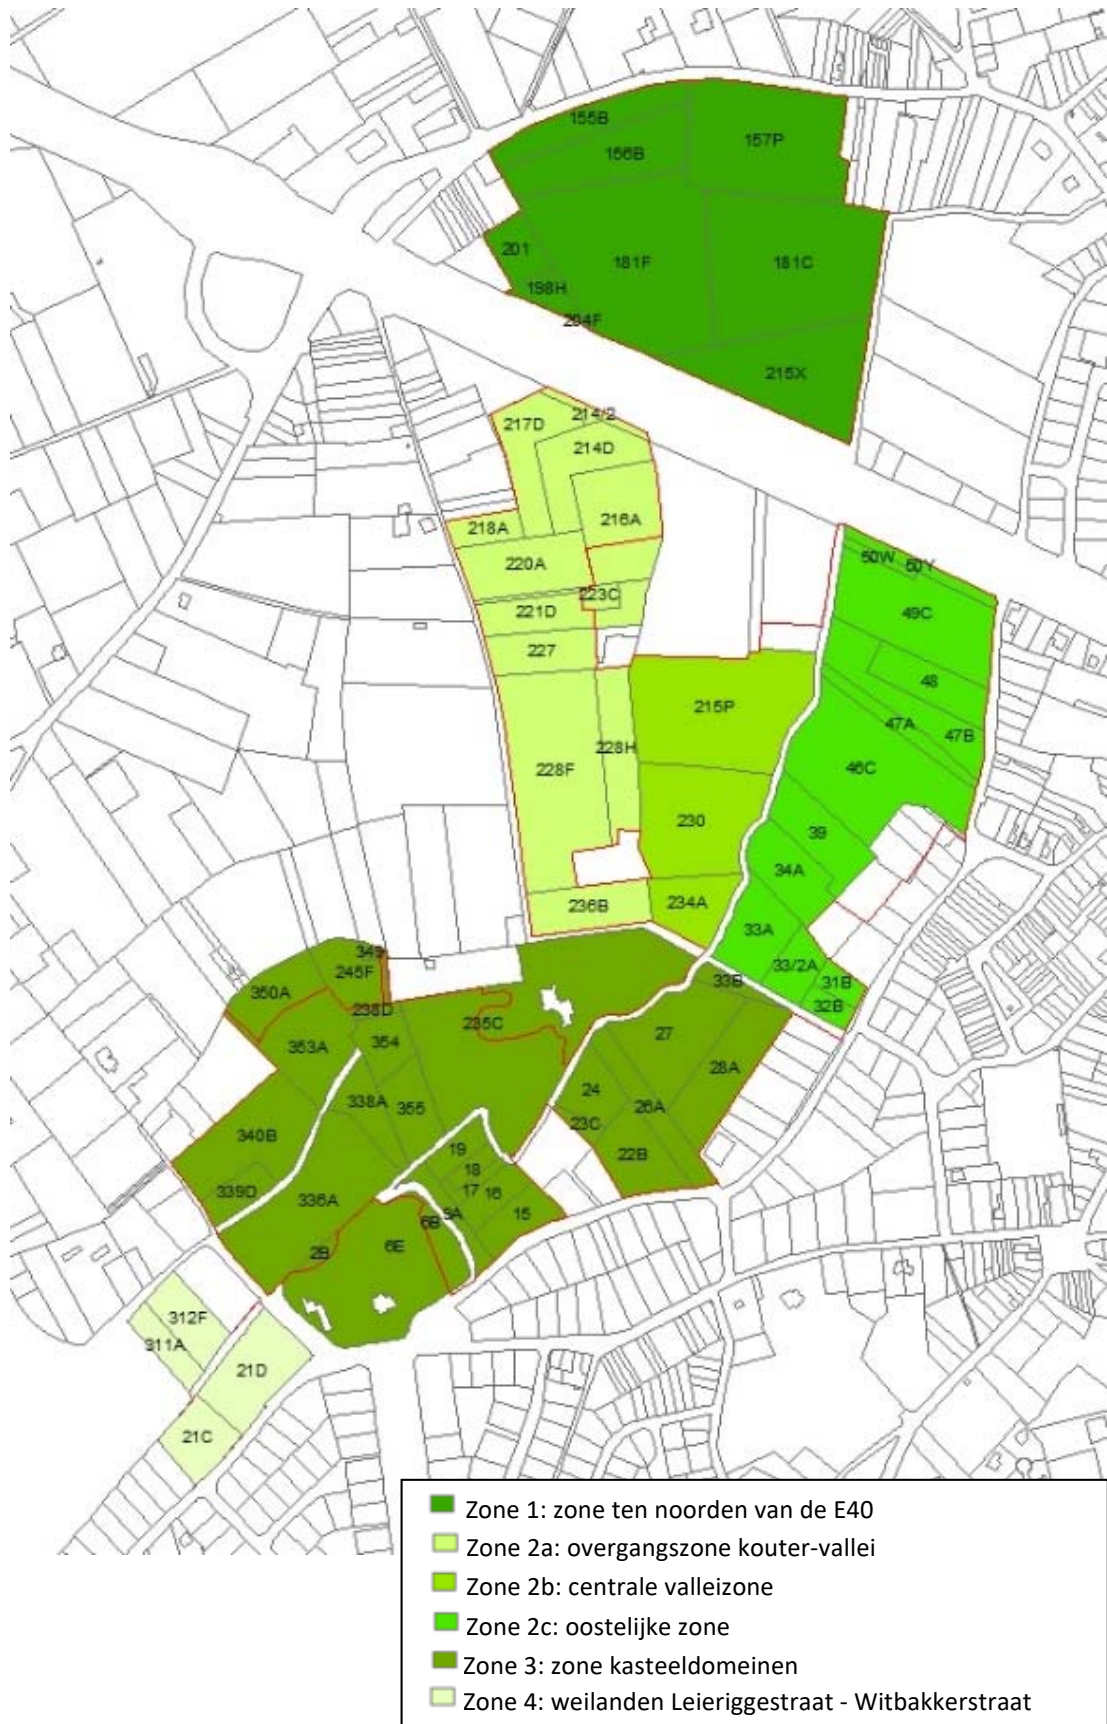 155B
157P
156B
201
181F
181C
198H
204F
215X
217D
214/2
214D
216A
218A
50W
50Y
220A
223C
49C
221D
227
48
215P
47A
47B
228H
46C
228F
230
39
34A
236B
234A
33A
349
245F
33/2A
33B
31B
350A
32B
238D
235C
27
353A
354
28A
24
338A
355
26A
23C
340B
19
22B
18
339D
17
16
336A
3A
15
6B
2B
6E
312F
311A
21D
21C
Zone 1: zone ten noorden van de E40
Zone 2a: overgangszone kouter-vallei
Zone 2b: centrale valleizone
Zone 2c: oostelijke zone
Zone 3: zone kasteeldomeinen
Zone 4: weilanden Leieriggestraat - Witbakkerstraat